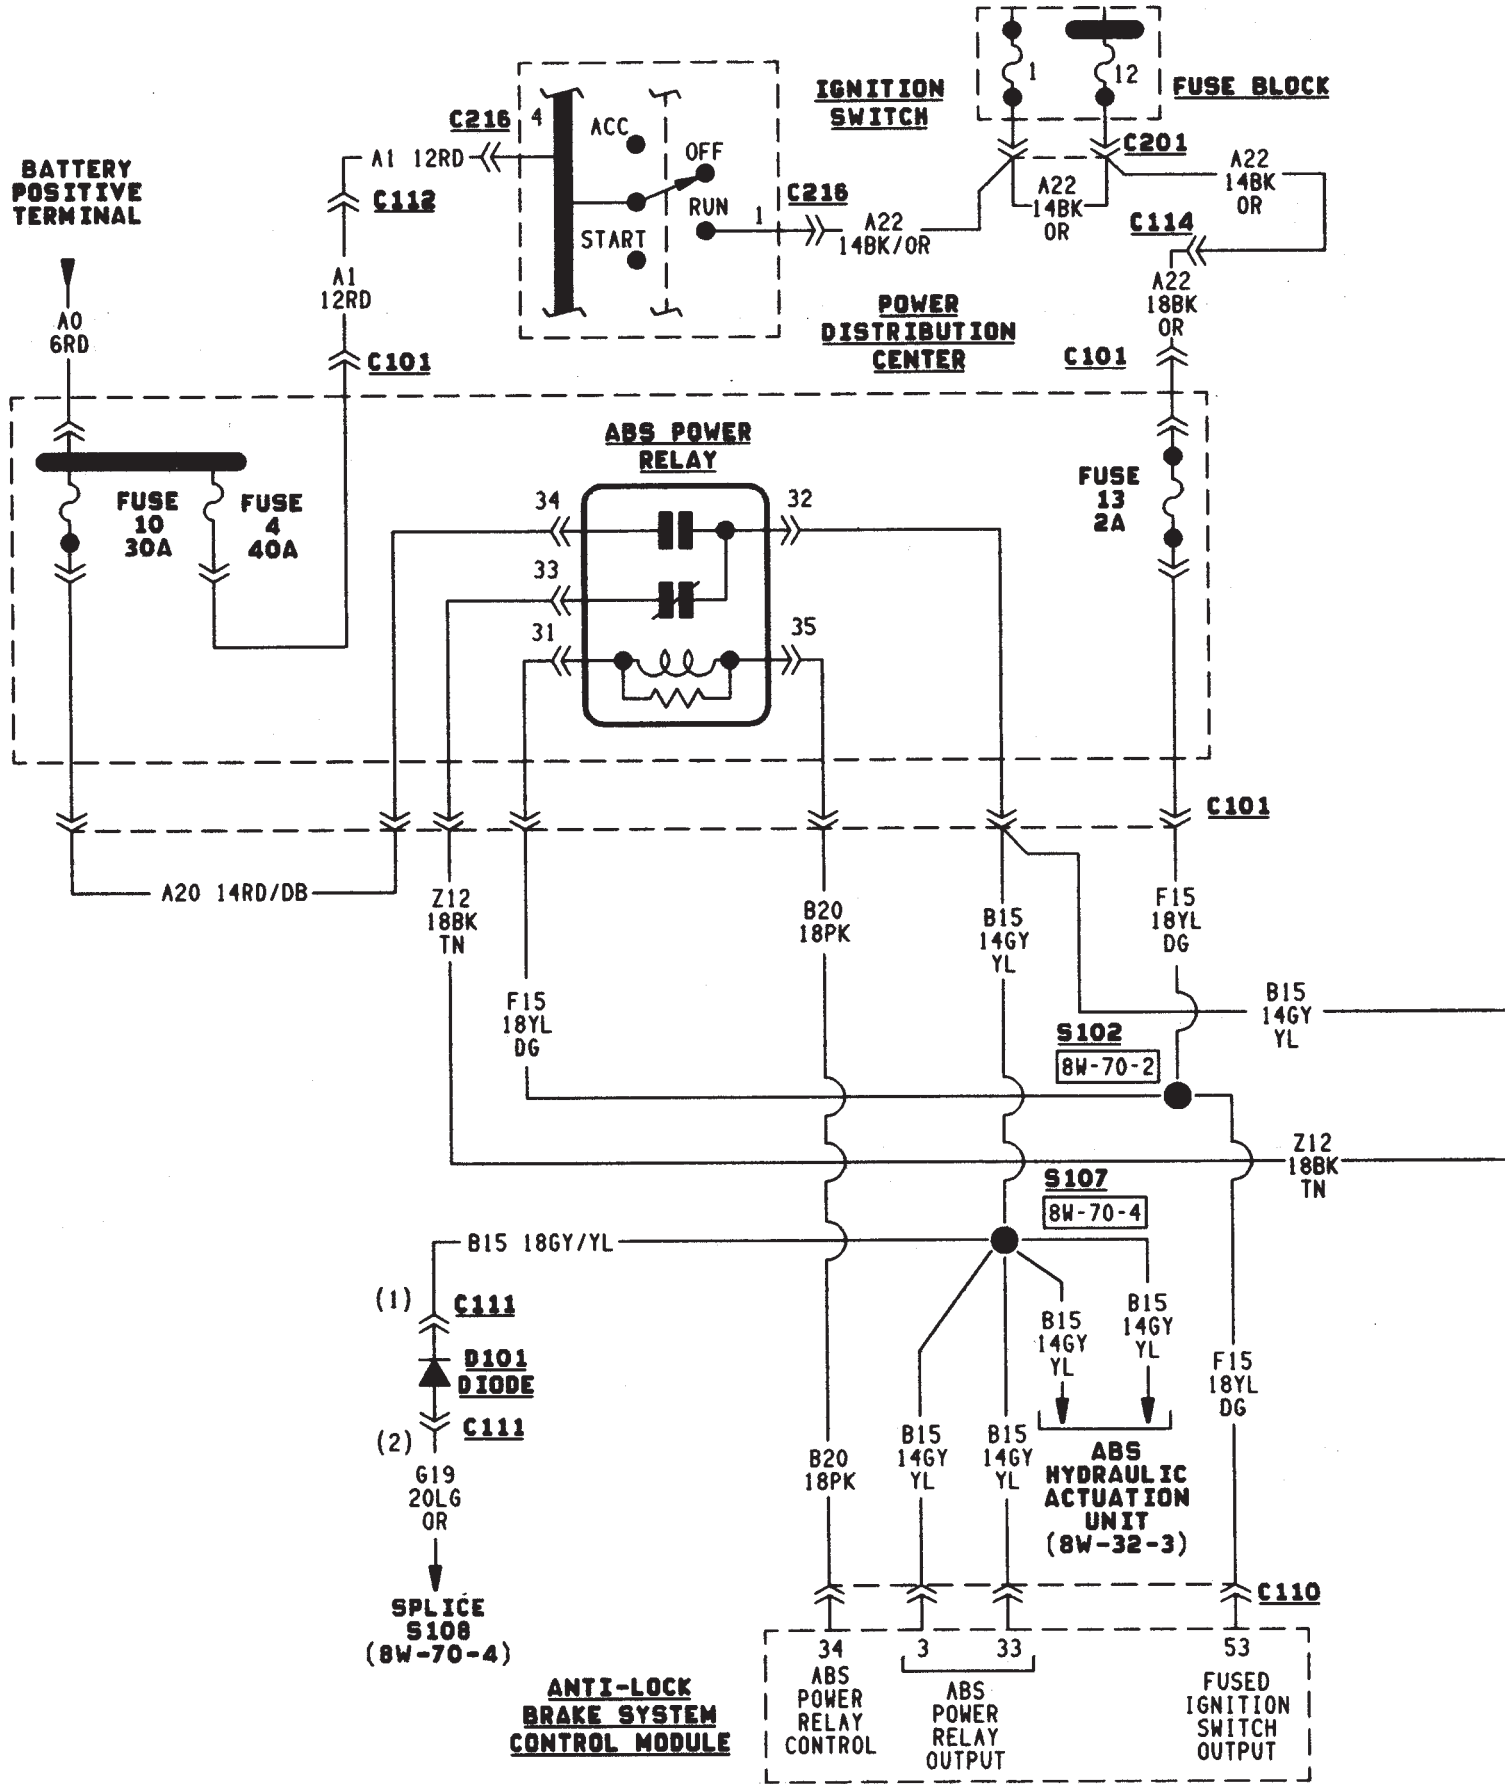 IGNITION
SWITCH
1
12
FUSE BLOCK
C216
4
ACC
OFF
RUN
START
1
C216
A22
14BK/OR
A22
14BK
OR
C201
A22
14BK
OR
C114
A22
18BK
OR
C101
BATTERY
POSITIVE
TERMINAL
A0
6RD
A1 12RD
C112
A1
12RD
C101
POWER
DISTRIBUTION
CENTER
FUSE
10
30A
FUSE
4
40A
ABS POWER
RELAY
34
33
31
32
35
FUSE
13
2A
C101
A20 14RD/DB
Z12
18BK
TN
F15
18YL
DG
B20
18PK
B15
14GY
YL
F15
18YL
DG
B15
14GY
YL
S102
8W-70-2
Z12
18BK
TN
S107
8W-70-4
B15 18GY/YL
(1)
C111
D101
DIODE
C111
(2)
G19
20LG
OR
SPLICE
S108
(8W-70-4)
B15
14GY
YL
B15
14GY
YL
F15
18YL
DG
B20
18PK
B15
14GY
YL
B15
14GY
YL
ABS
HYDRAULIC
ACTUATION
UNIT
(8W-32-3)
C110
ANTI-LOCK
BRAKE SYSTEM
CONTROL MODULE
34
ABS
POWER
RELAY
CONTROL
3
33
ABS
POWER
RELAY
OUTPUT
53
FUSED
IGNITION
SWITCH
OUTPUT